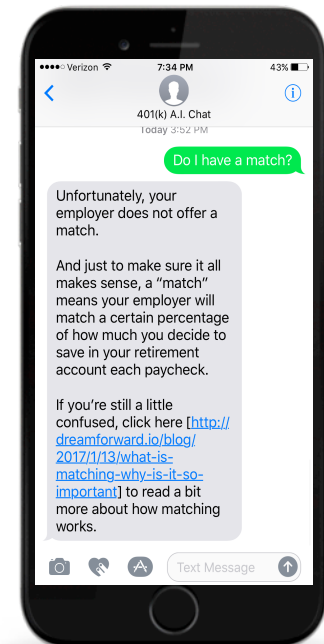 Verizon 7:34 PM 43%
401(k) A.I. Chat
Today 3:52 PM
Do I have a match?
Unfortunately, your
employer does not offer a
match.
And just to make sure it all
makes sense, a “match”
means your employer will
match a certain percentage
of how much you decide to
save in your retirement
account each paycheck.
If you’re still a little
confused, click here [http://
dreamforward.io/blog/
2017/1/13/what-is-
matching-why-is-it-so-
important] to read a bit
more about how matching
works.
Text Message